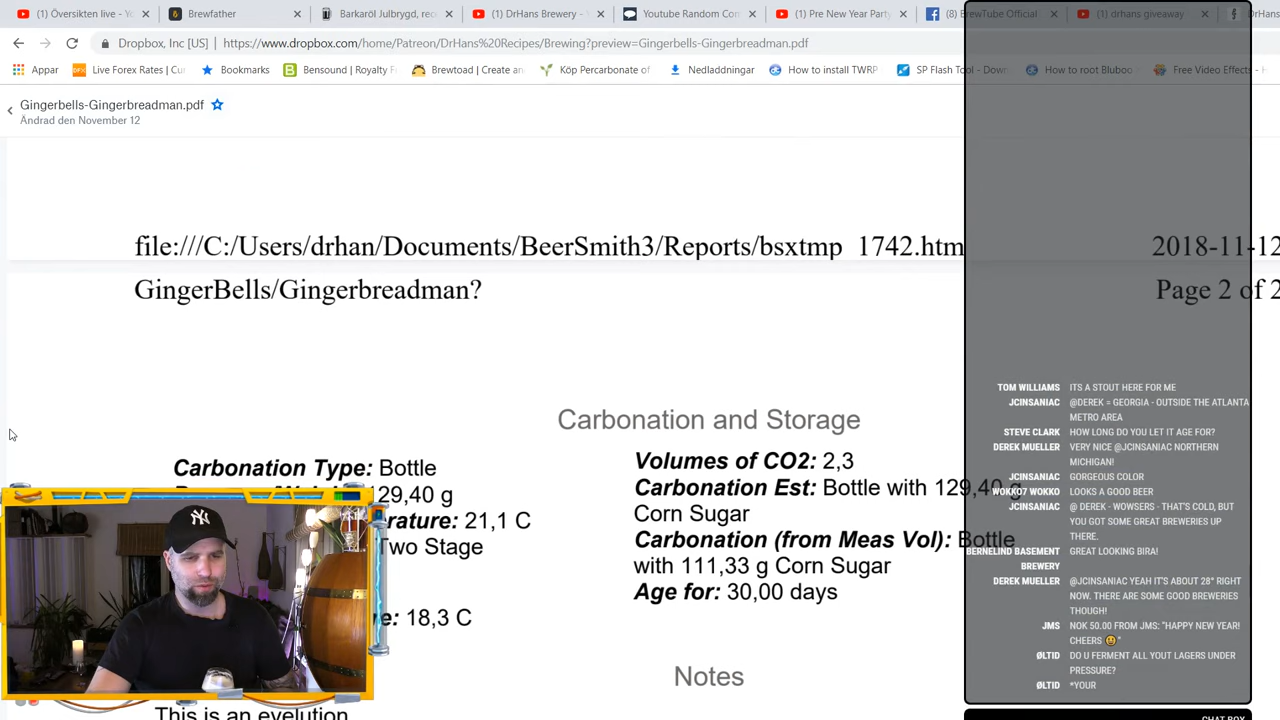 (1) Översikten live - Yo
Brewfather
Barkaröl Julbrygd, rec
(1) DrHans Brewery - Y
Youtube Random Com
(1) Pre New Year Party
(8) BrewTube Official
(1) drhans giveaway
DrHans
Dropbox, Inc [US] | https://www.dropbox.com/home/Patreon/DrHans%20Recipes/Brewing?preview=Gingerbells-Gingerbreadman.pdf
Appar
Live Forex Rates | Cu
Bookmarks
Bensound | Royalty F
Brewtoad | Create an
Köp Percarbonate of
Nedladdningar
How to install TWRP
SP Flash Tool - Down
How to root Bluboo
Free Video Effects - H
Gingerbells-Gingerbreadman.pdf
Ändrad den November 12
file:///C:/Users/drhan/Documents/BeerSmith3/Reports/bsxtmp_1742.htm
2018-11-12
GingerBells/Gingerbreadman?
Page 2 of 2
Carbonation and Storage
Carbonation Type: Bottle
129,40 g
rature: 21,1 C
Two Stage
e: 18,3 C
Volumes of CO2: 2,3
Carbonation Est: Bottle with 129,40 g
Corn Sugar
Carbonation (from Meas Vol): Bottle
with 111,33 g Corn Sugar
Age for: 30,00 days
Notes
This is an evelution
TOM WILLIAMS ITS A STOUT HERE FOR ME
JCINSANIAC @DEREK = GEORGIA - OUTSIDE THE ATLANTA
METRO AREA
STEVE CLARK HOW LONG DO YOU LET IT AGE FOR?
DEREK MUELLER VERY NICE @JCINSANIAC NORTHERN
MICHIGAN!
JCINSANIAC GORGEOUS COLOR
WOKKO7 WOKKO LOOKS A GOOD BEER
JCINSANIAC @ DEREK - WOWSERS - THAT'S COLD, BUT
YOU GOT SOME GREAT BREWERIES UP
THERE.
BERNELIND BASEMENT GREAT LOOKING BIRA!
BREWERY
DEREK MUELLER @JCINSANIAC YEAH IT'S ABOUT 28° RIGHT
NOW. THERE ARE SOME GOOD BREWERIES
THOUGH!
JMS NOK 50.00 FROM JMS: "HAPPY NEW YEAR!
CHEERS 😆"
ØLTID DO U FERMENT ALL YOUT LAGERS UNDER
PRESSURE?
ØLTID *YOUR
CHAT BOX